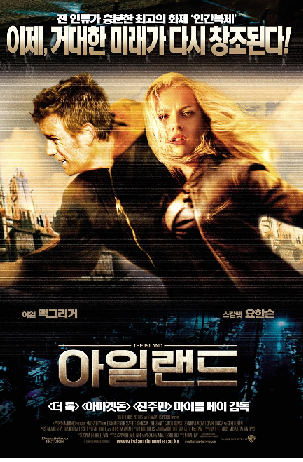 전 인류가 흥분한 최고의 화제 '인간복제'
이제, 거대한 미래가 다시 창조된다!
이완 맥그리거 스칼렛 요한슨
THE ISLAND
아일랜드
<더 록> <아마겟돈> <진주만> 마이클 베이 감독